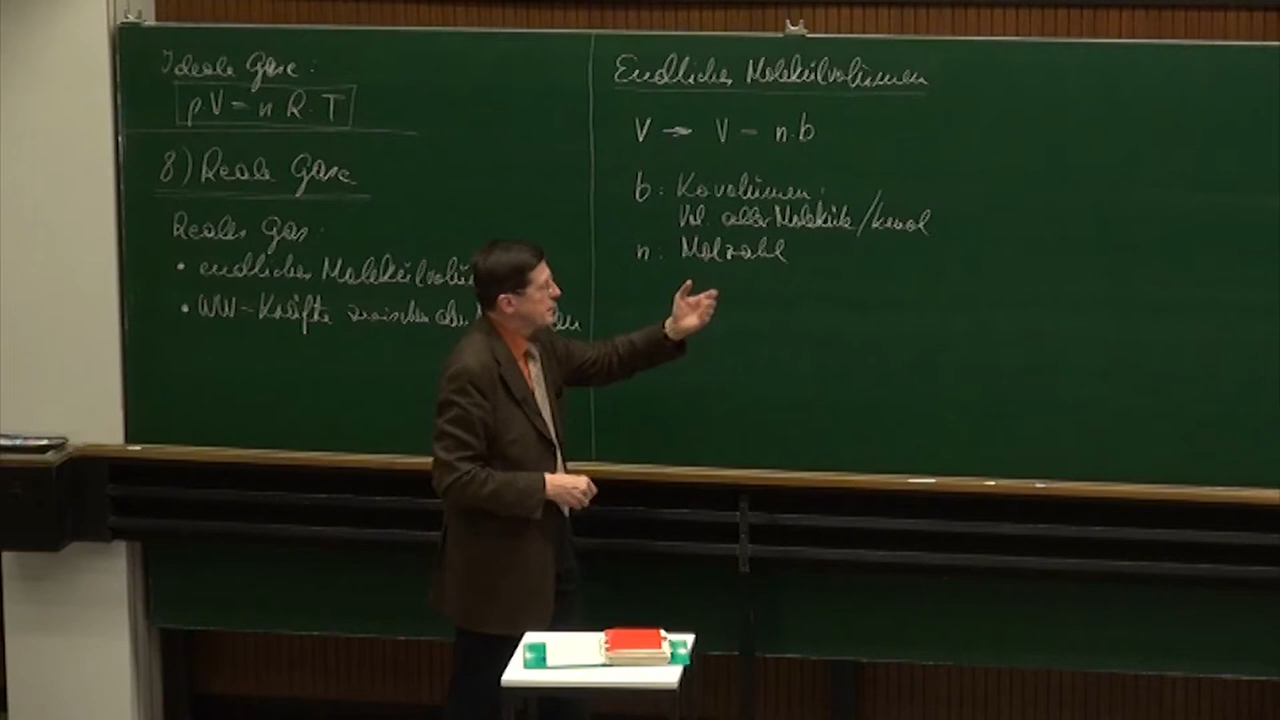 Ideale Gase:
pV = n R · T
8) Reale Gase
Reales Gas:
• endliches Molekülvolu
• WW-Kräfte zwischen den
Endliches Molekülvolumen
V → V - n·b
b: Kovolumen:
Vol. aller Moleküle/kmol
n: Molzahl